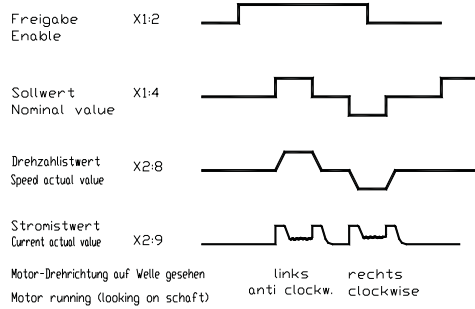 Freigabe X1:2
Enable
Sollwert X1:4
Nominal value
Drehzahlistwert X2:8
Speed actual value
Stromistwert X2:9
Current actual value
Motor-Drehrichtung auf Welle gesehen links rechts
Motor running (looking on schaft) anti clockw. clockwise